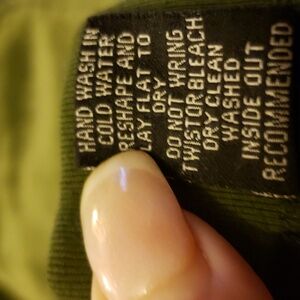 HAND WASH IN
COLD WATER
RESHAPE AND
LAY FLAT TO
DRY
DO NOT WRING
TWIST OR BLEACH
DRY CLEAN
WASHED
INSIDE OUT
RECOMMENDED